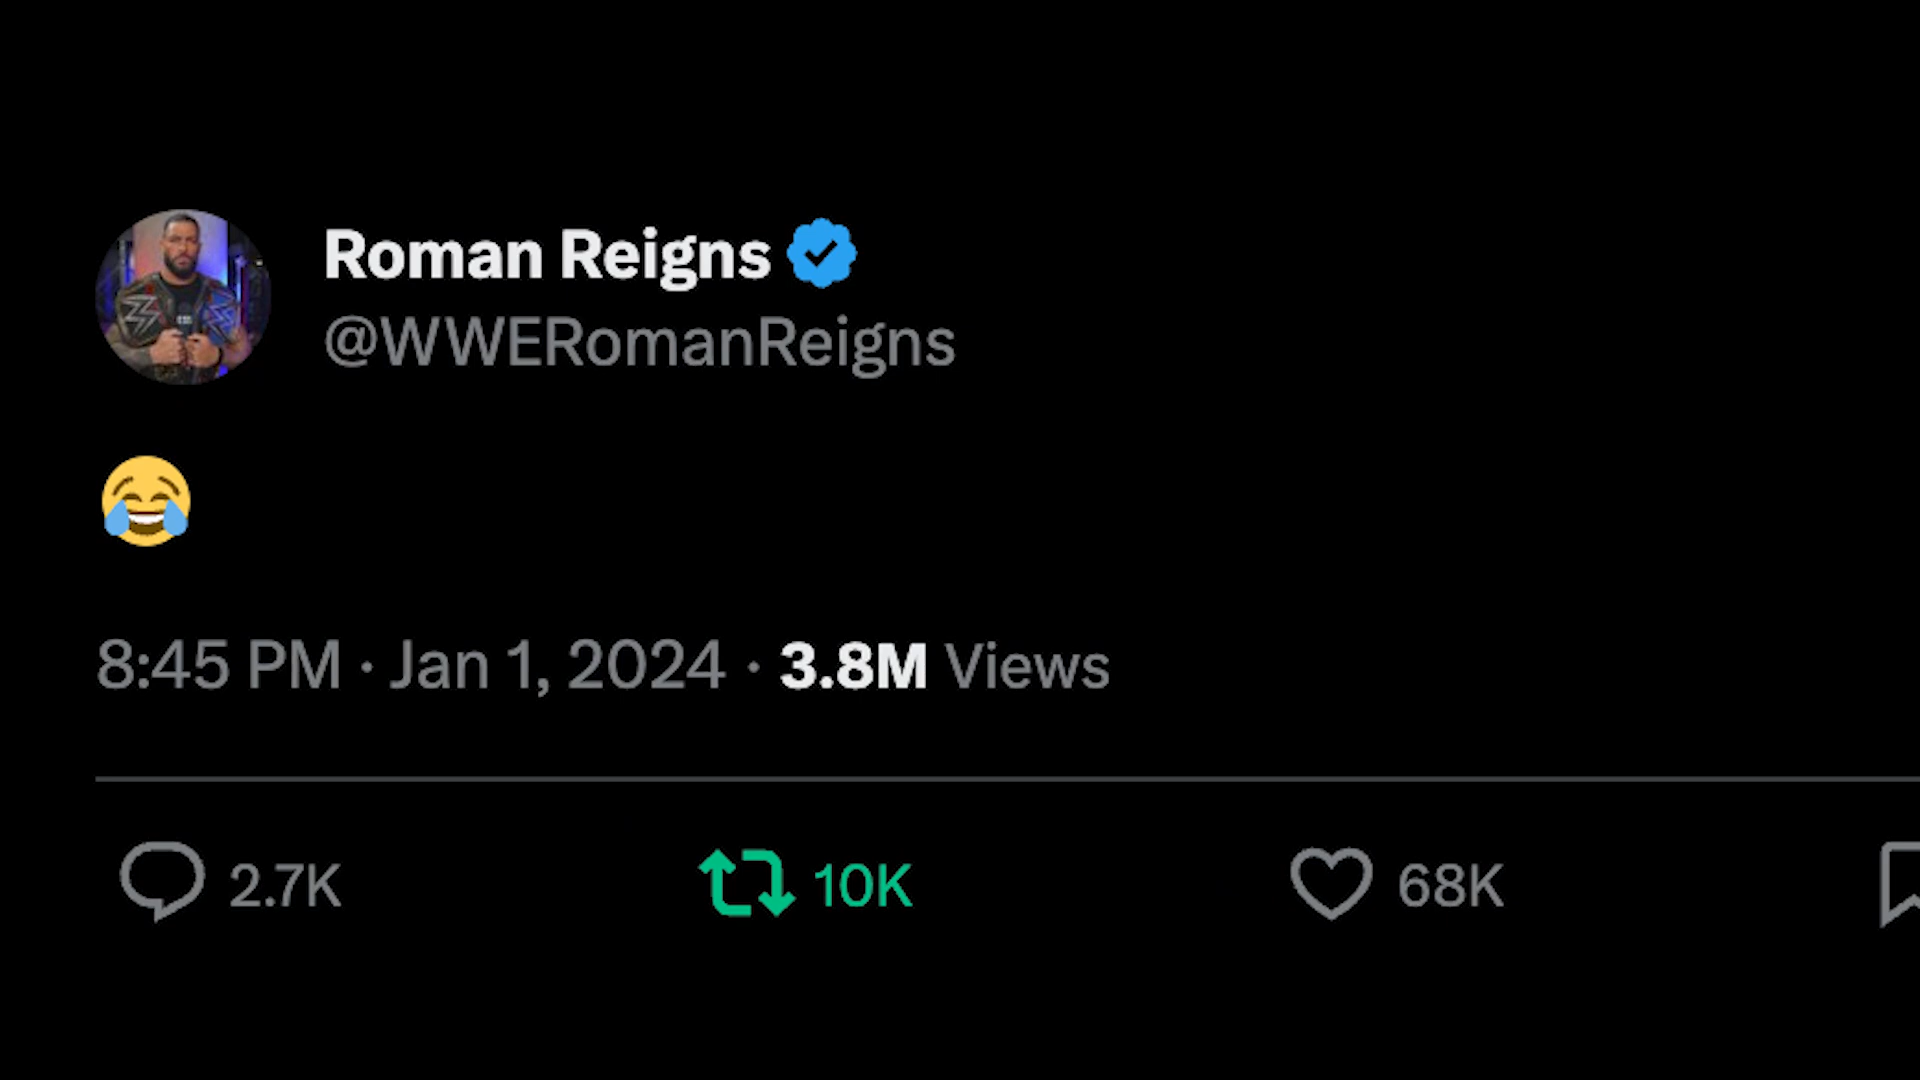 Roman Reigns
@WWERomanReigns
😂
8:45 PM · Jan 1, 2024 · 3.8M Views
2.7K 10K 68K